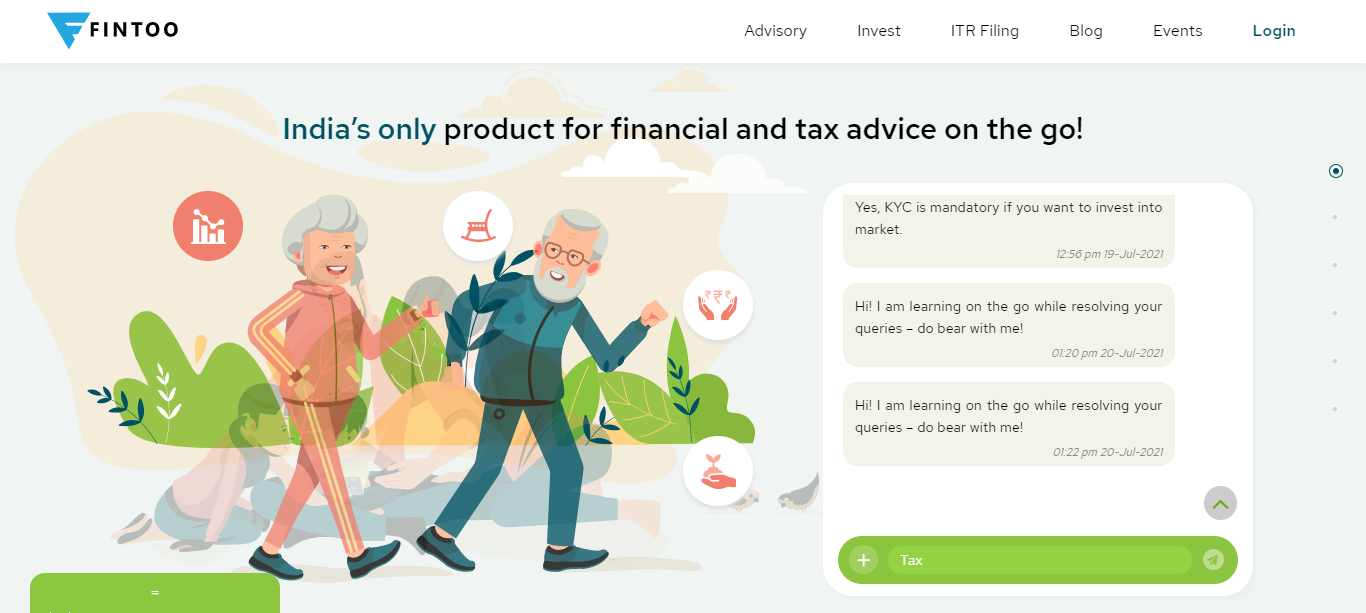 FINTOO
Advisory Invest ITR Filing Blog Events Login
India's only product for financial and tax advice on the go!
Yes, KYC is mandatory if you want to invest into
market.
12:56 pm 19-Jul-2021
Hi! I am learning on the go while resolving your
queries – do bear with me!
01:20 pm 20-Jul-2021
Hi! I am learning on the go while resolving your
queries – do bear with me!
01:22 pm 20-Jul-2021
Tax